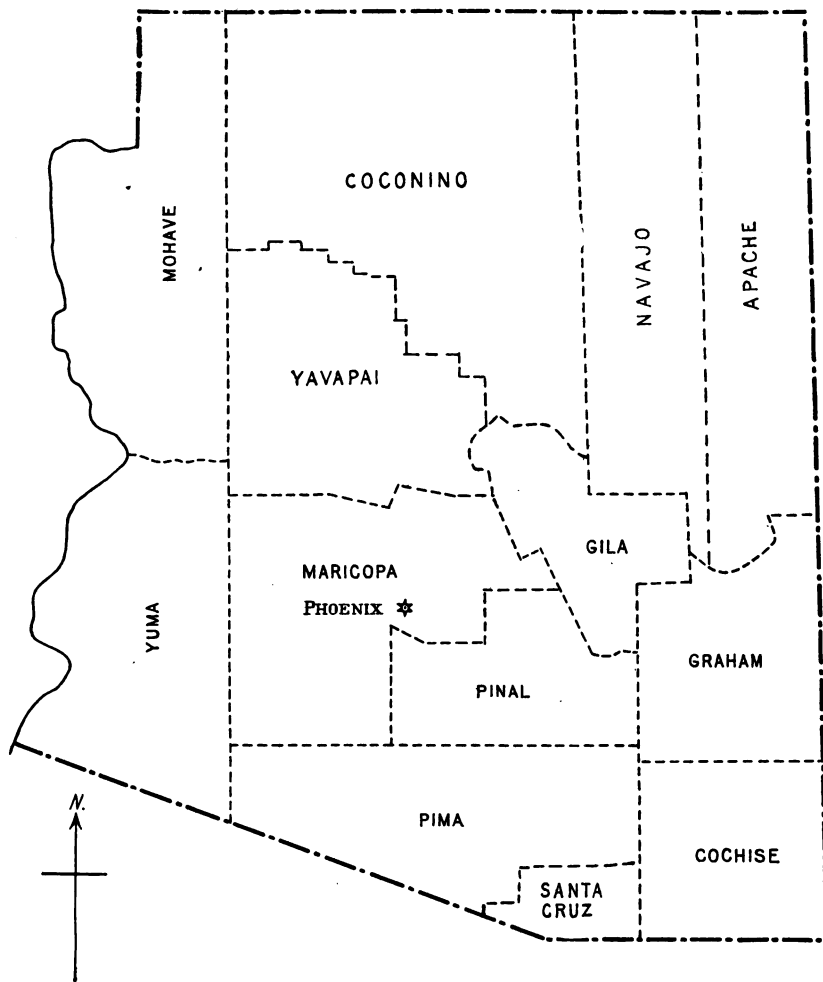 COCONINO
MOHAVE
NAVAJO
APACHE
YAVAPAI
GILA
MARICOPA
PHOENIX
YUMA
GRAHAM
PINAL
N.
PIMA
COCHISE
SANTA
CRUZ